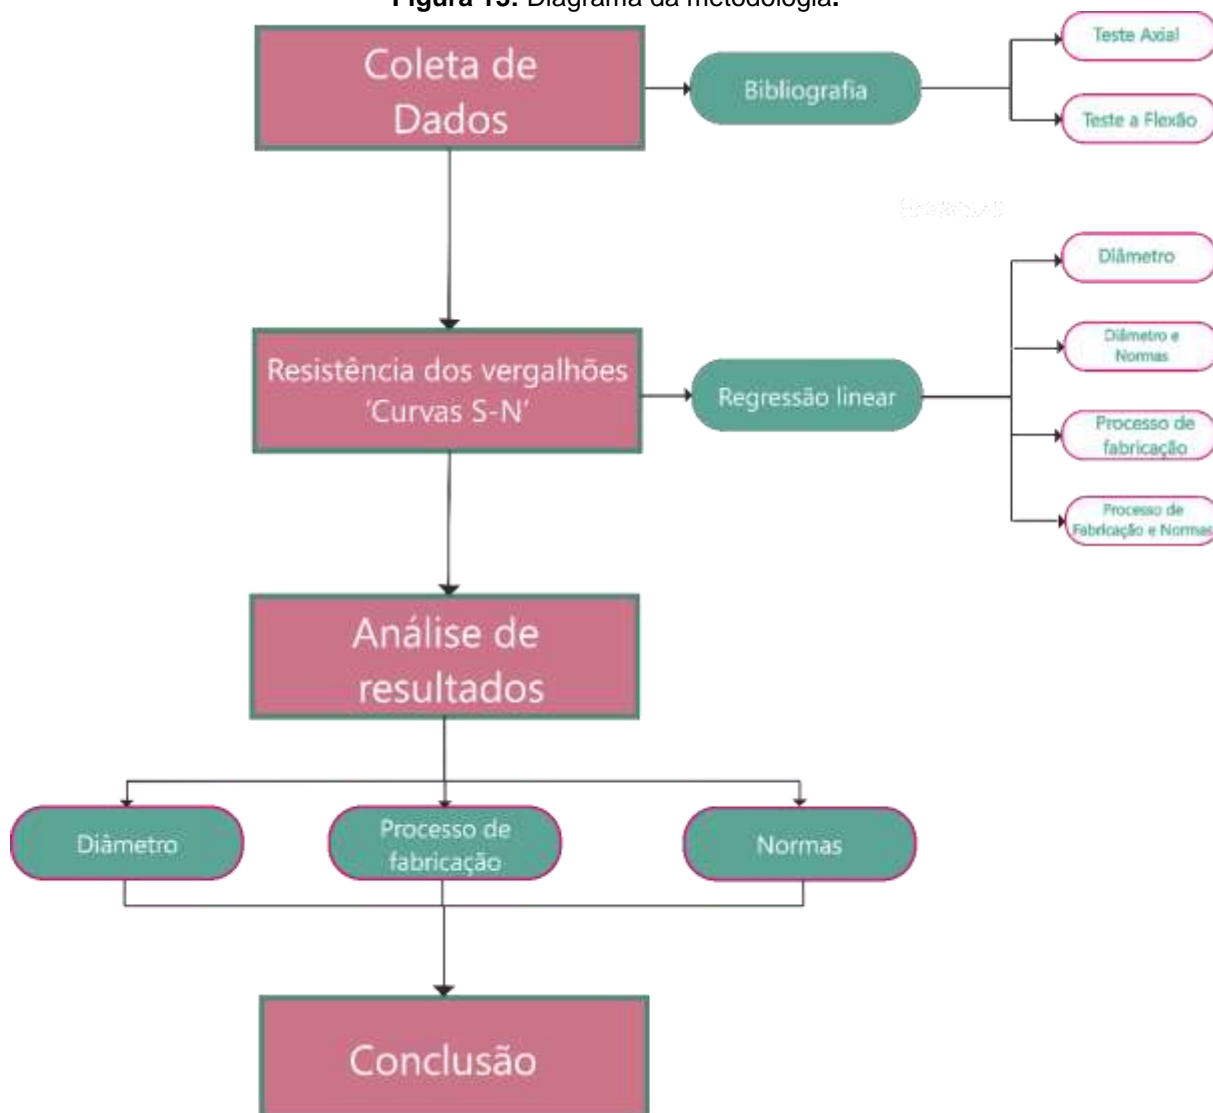 Figura 15: Diagrama da metodologia.
Coleta de
Dados
Bibliografia
Teste Axial
Teste a Flexão
Resistência dos vergalhões
'Curvas S-N'
Regressão linear
Diâmetro
Diâmetro e
Normas
Processo de
fabricação
Processo de
Fabricação e Normas
Análise de
resultados
Diâmetro
Processo de
fabricação
Normas
Conclusão